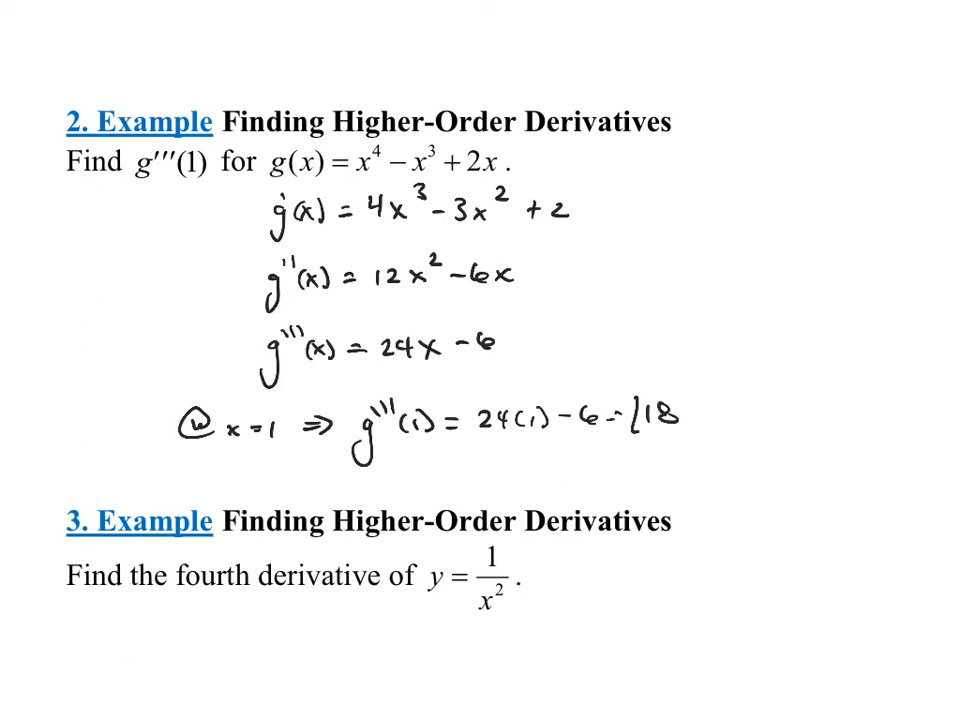 2. Example Finding Higher-Order Derivatives
Find g'''(1) for g(x) = x⁴ − x³ + 2x .
g'(x) = 4x³ − 3x² + 2
g''(x) = 12x² − 6x
g'''(x) = 24x − 6
@ x = 1 ⇒ g'''(1) = 24(1) − 6 = 18
3. Example Finding Higher-Order Derivatives
Find the fourth derivative of y = 1/x² .